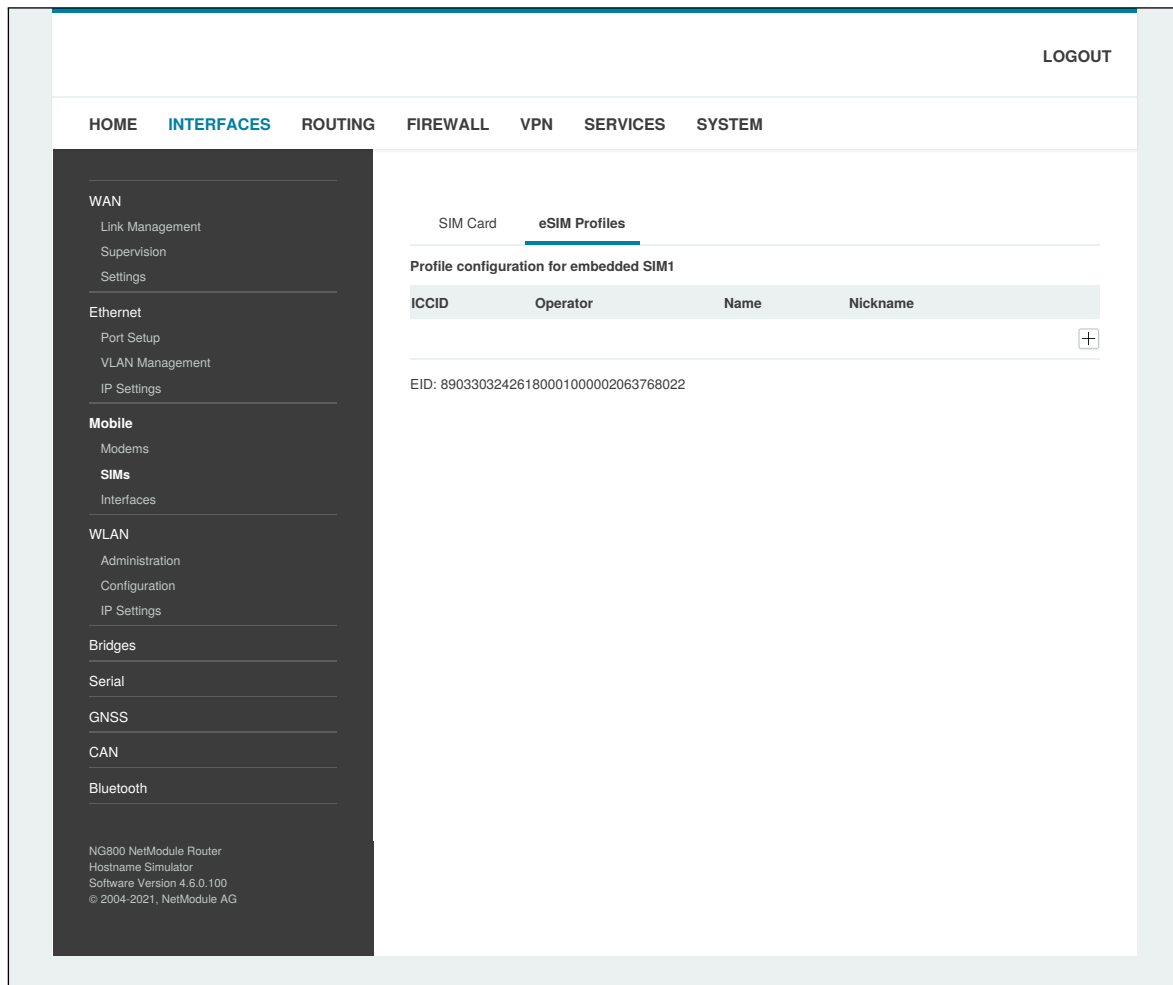 LOGOUT
HOME INTERFACES ROUTING FIREWALL VPN SERVICES SYSTEM
WAN
Link Management
Supervision
Settings
Ethernet
Port Setup
VLAN Management
IP Settings
Mobile
Modems
SIMs
Interfaces
WLAN
Administration
Configuration
IP Settings
Bridges
Serial
GNSS
CAN
Bluetooth
NG800 NetModule Router
Hostname Simulator
Software Version 4.6.0.100
© 2004-2021, NetModule AG
SIM Card eSIM Profiles
Profile configuration for embedded SIM1
ICCID Operator Name Nickname
EID: 89033032426180001000002063768022